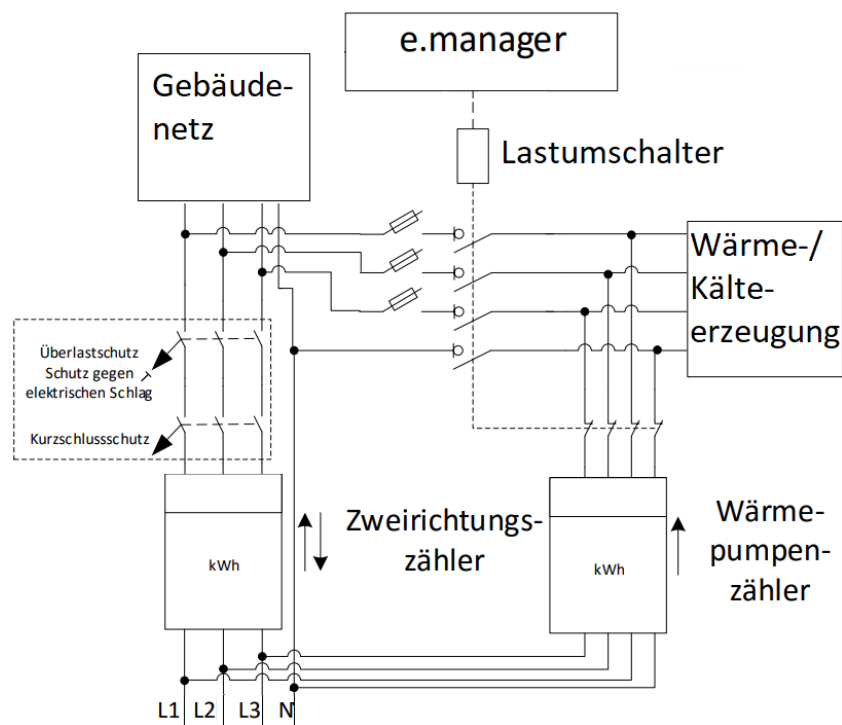 e.manager
Gebäude-
netz
Lastumschalter
Wärme-/
Kälte-
erzeugung
Überlastschutz
Schutz gegen
elektrischen Schlag
Kurzschlussschutz
kWh
Zweirichtungs-
zähler
kWh
Wärme-
pumpen-
zähler
L1 L2 L3 N